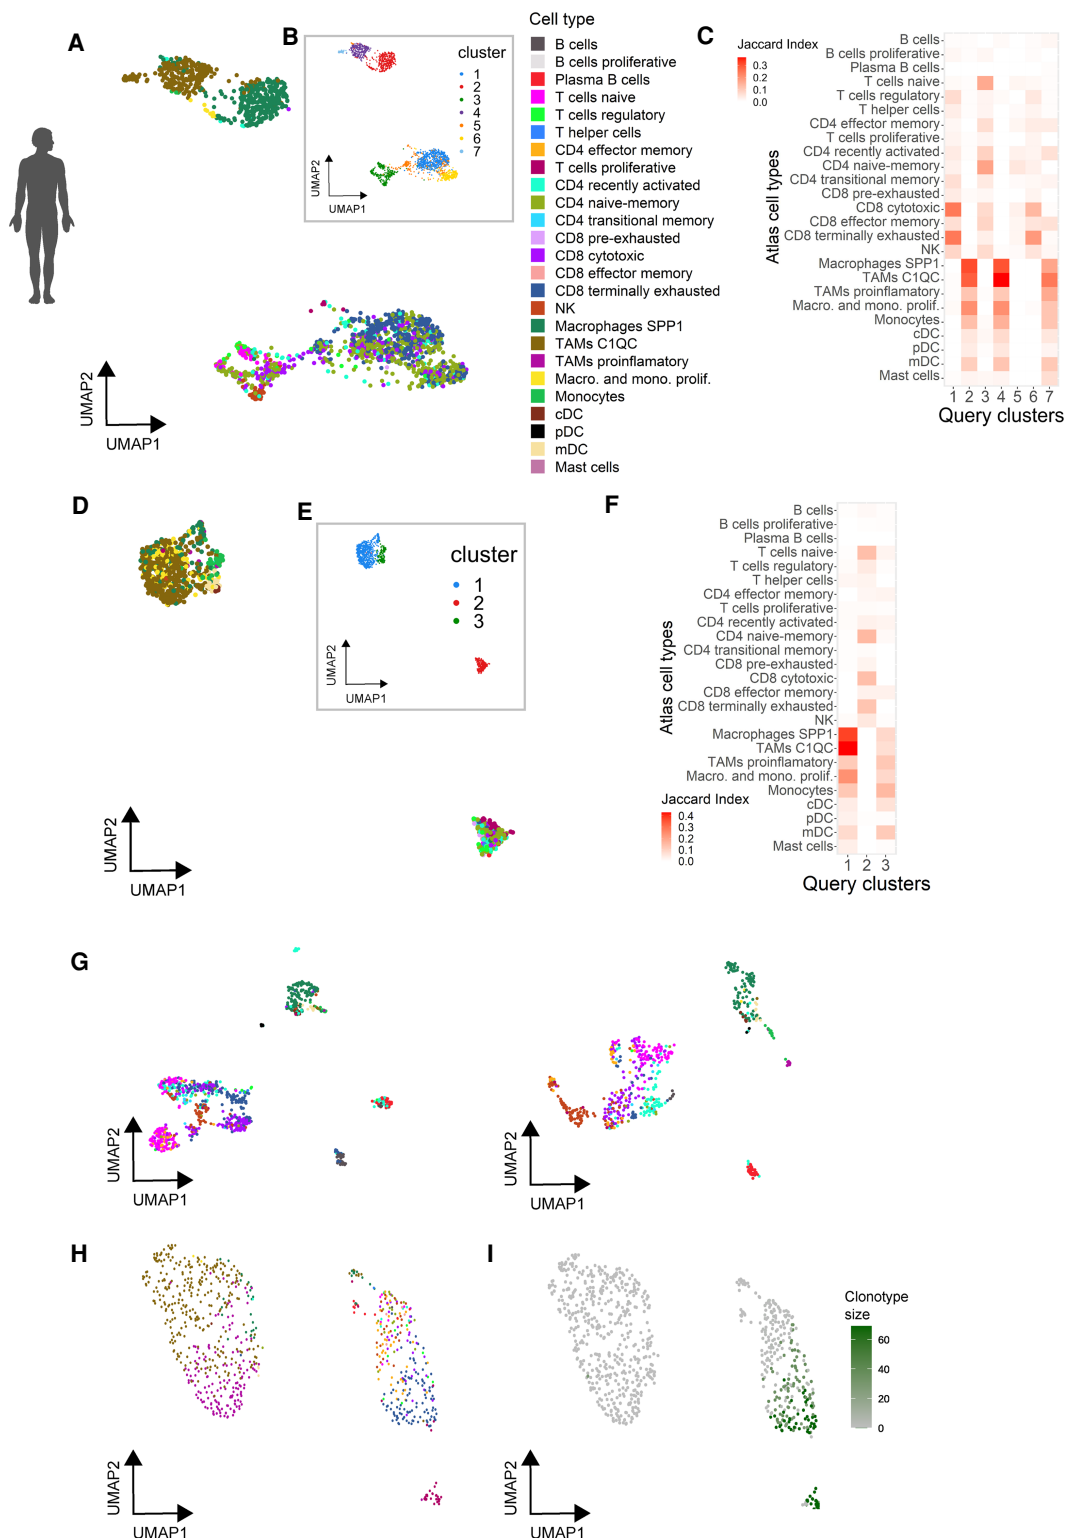 A
UMAP2
UMAP1
B
cluster
1
2
3
4
5
6
7
UMAP2
UMAP1
Cell type
B cells
B cells proliferative
Plasma B cells
T cells naive
T cells regulatory
T helper cells
CD4 effector memory
T cells proliferative
CD4 recently activated
CD4 naive-memory
CD4 transitional memory
CD8 pre-exhausted
CD8 cytotoxic
CD8 effector memory
CD8 terminally exhausted
NK
Macrophages SPP1
TAMs C1QC
TAMs proinflamatory
Macro. and mono. prolif.
Monocytes
cDC
pDC
mDC
Mast cells
C
Jaccard Index
0.3
0.2
0.1
0.0
Atlas cell types
B cells
B cells proliferative
Plasma B cells
T cells naive
T cells regulatory
T helper cells
CD4 effector memory
T cells proliferative
CD4 recently activated
CD4 naive-memory
CD4 transitional memory
CD8 pre-exhausted
CD8 cytotoxic
CD8 effector memory
CD8 terminally exhausted
NK
Macrophages SPP1
TAMs C1QC
TAMs proinflamatory
Macro. and mono. prolif.
Monocytes
cDC
pDC
mDC
Mast cells
1 2 3 4 5 6 7
Query clusters
D
UMAP2
UMAP1
E
cluster
1
2
3
UMAP2
UMAP1
F
Atlas cell types
B cells
B cells proliferative
Plasma B cells
T cells naive
T cells regulatory
T helper cells
CD4 effector memory
T cells proliferative
CD4 recently activated
CD4 naive-memory
CD4 transitional memory
CD8 pre-exhausted
CD8 cytotoxic
CD8 effector memory
CD8 terminally exhausted
NK
Macrophages SPP1
TAMs C1QC
TAMs proinflamatory
Macro. and mono. prolif.
Monocytes
cDC
pDC
mDC
Mast cells
Jaccard Index
0.4
0.3
0.2
0.1
0.0
1 2 3
Query clusters
G
UMAP2
UMAP1
UMAP2
UMAP1
H
UMAP2
UMAP1
I
Clonotype
size
60
40
20
0
UMAP2
UMAP1